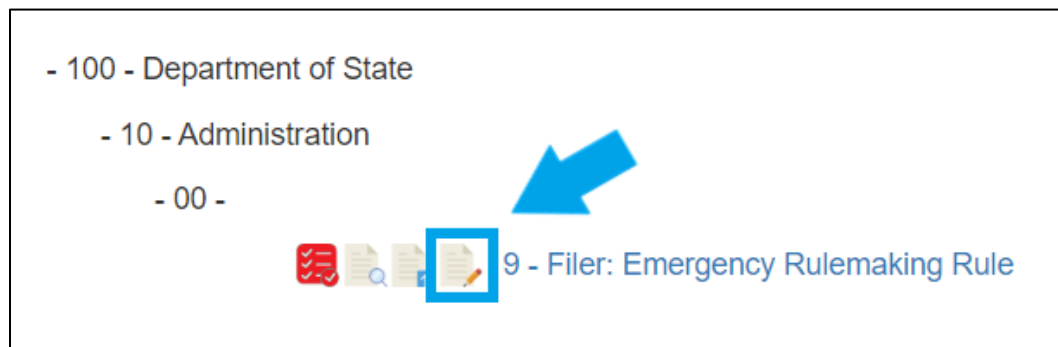 - 100 - Department of State
- 10 - Administration
- 00 -
9 - Filer: Emergency Rulemaking Rule